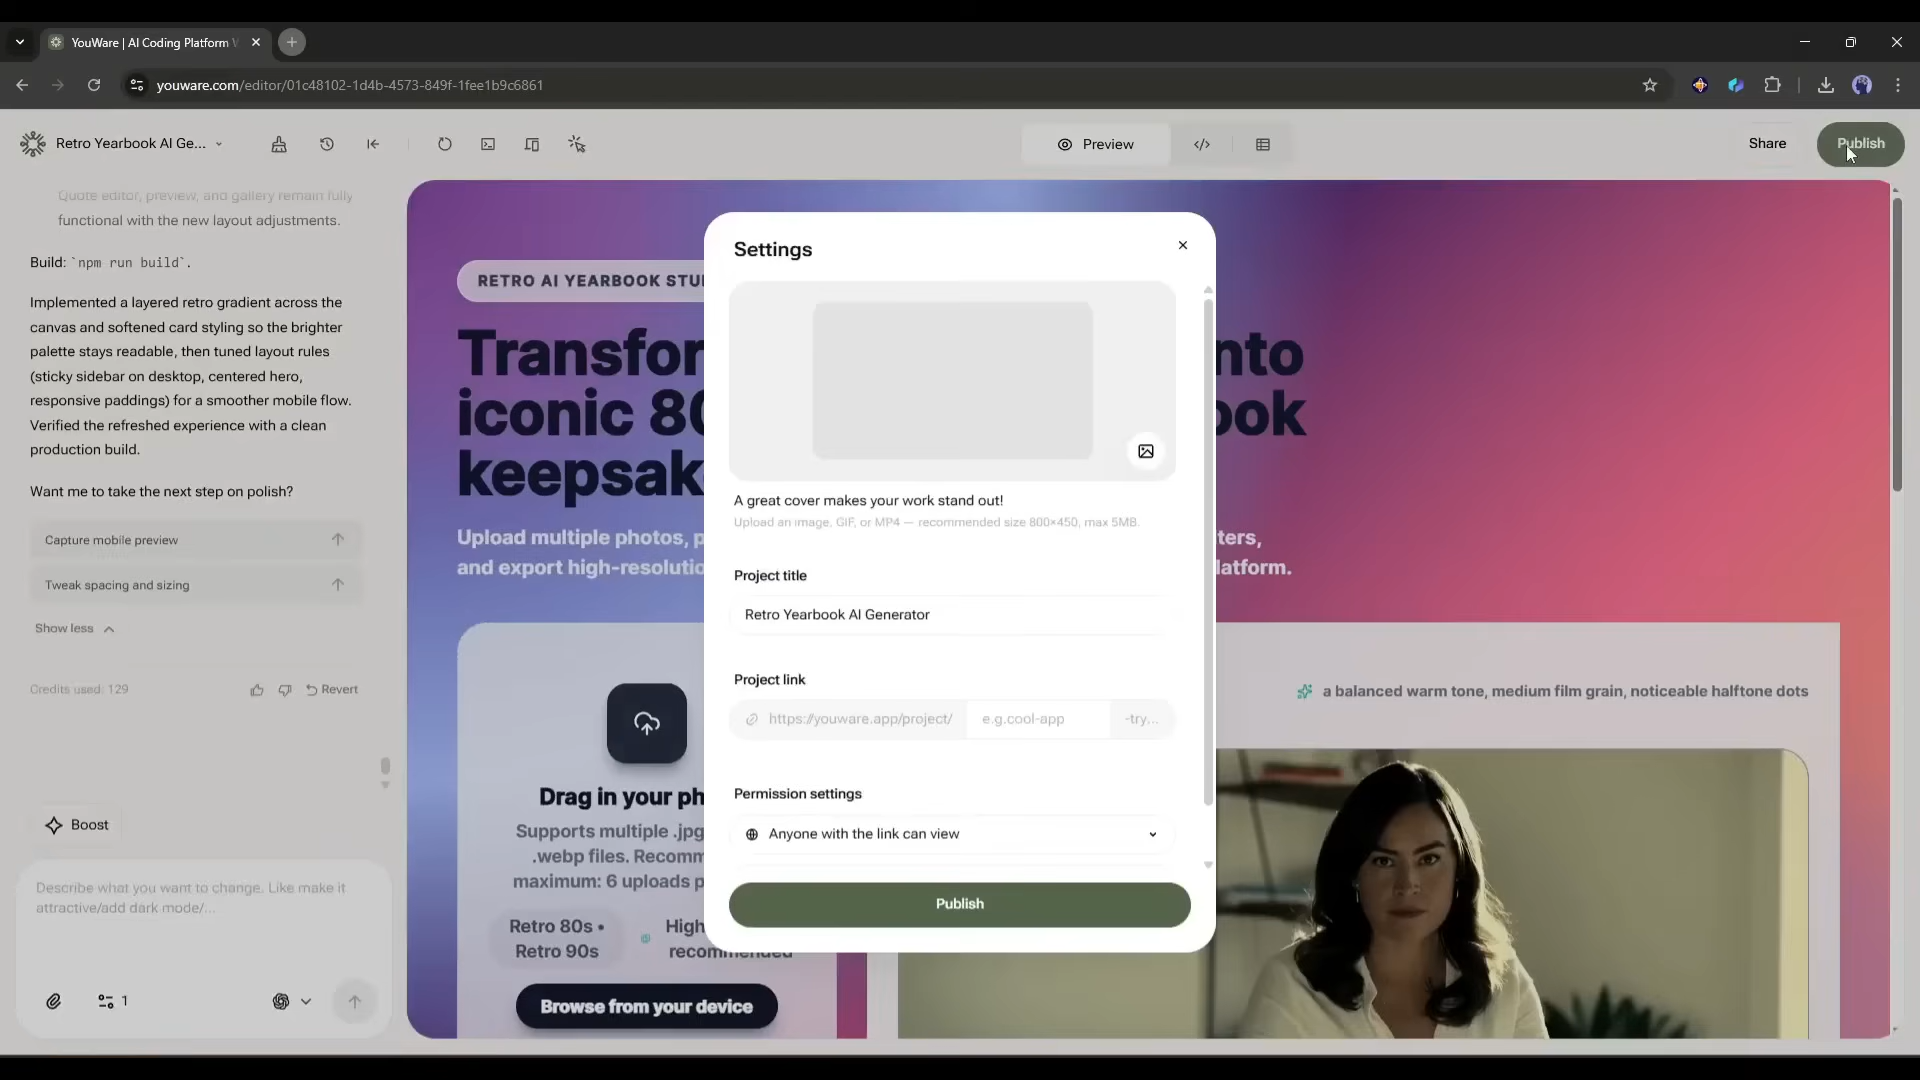 YouWare | AI Coding Platform
youware.com/editor/01c48102-1d4b-4573-849f-1fee1b9c6861
Retro Yearbook AI Ge...
Preview
Share
Publish
Quote editor, preview, and gallery remain fully
functional with the new layout adjustments.
Build: `npm run build`.
Implemented a layered retro gradient across the
canvas and softened card styling so the brighter
palette stays readable, then tuned layout rules
(sticky sidebar on desktop, centered hero,
responsive paddings) for a smoother mobile flow.
Verified the refreshed experience with a clean
production build.
Want me to take the next step on polish?
Capture mobile preview
Tweak spacing and sizing
Show less
Credits used: 129
Revert
Boost
Describe what you want to change. Like make it
attractive/add dark mode/...
1
RETRO AI YEARBOOK STU
Transfor nto
iconic 80 ook
keepsak
Upload multiple photos, p ters,
and export high-resolutio latform.
Drag in your ph
Supports multiple .jpg
.webp files. Recomm
maximum: 6 uploads p
Retro 80s •
Retro 90s
High
recommended
Browse from your device
a balanced warm tone, medium film grain, noticeable halftone dots
Settings
A great cover makes your work stand out!
Upload an image, GIF, or MP4 — recommended size 800×450, max 5MB.
Project title
Retro Yearbook AI Generator
Project link
https://youware.app/project/ e.g.cool-app -try...
Permission settings
Anyone with the link can view
Publish